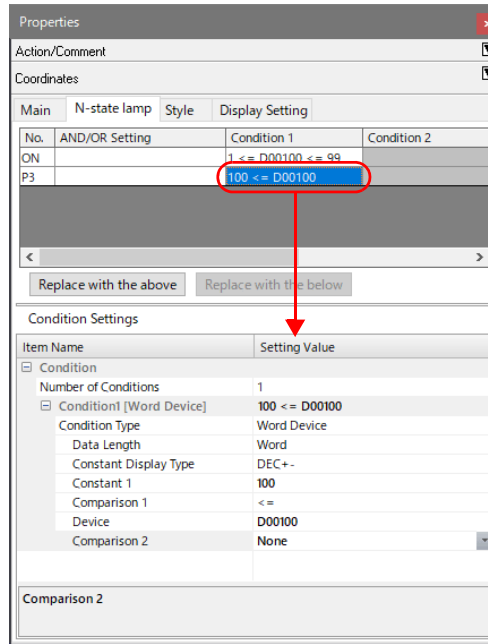 Properties
Action/Comment
Coordinates
Main N-state lamp Style Display Setting
No. AND/OR Setting Condition 1 Condition 2
ON 1 <= D00100 <= 99
P3 100 <= D00100
Replace with the above Replace with the below
Condition Settings
Item Name Setting Value
Condition
Number of Conditions 1
Condition1 [Word Device] 100 <= D00100
Condition Type Word Device
Data Length Word
Constant Display Type DEC+-
Constant 1 100
Comparison 1 <=
Device D00100
Comparison 2 None
Comparison 2